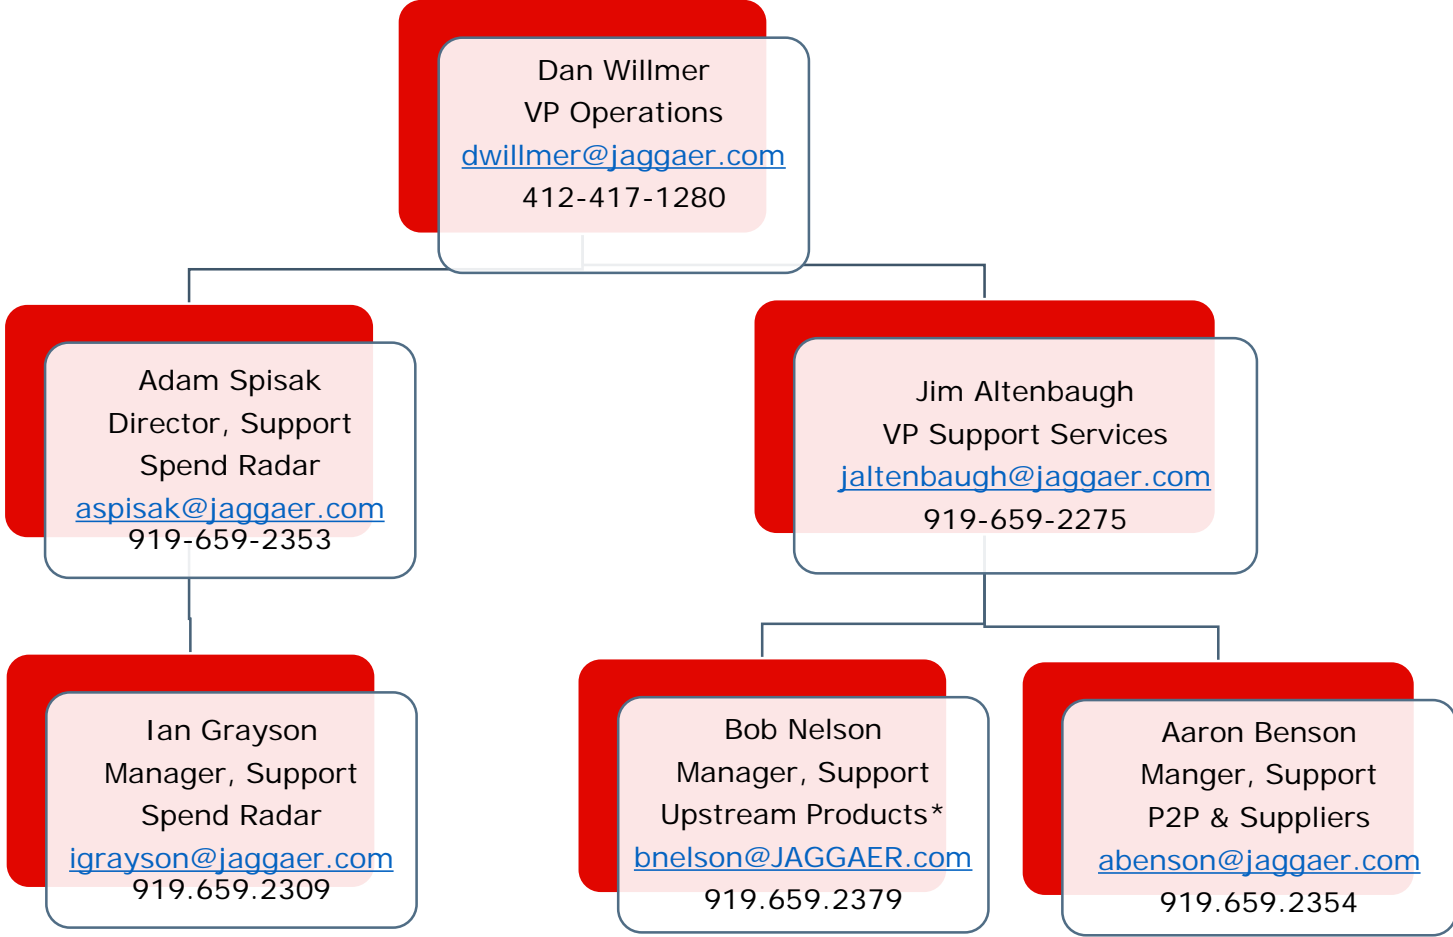 Dan Willmer
VP Operations
dwillmer@jaggaer.com
412-417-1280
Adam Spisak
Director, Support
Spend Radar
aspisak@jaggaer.com
919-659-2353
Jim Altenbaugh
VP Support Services
jaltenbaugh@jaggaer.com
919-659-2275
Ian Grayson
Manager, Support
Spend Radar
igrayson@jaggaer.com
919.659.2309
Bob Nelson
Manager, Support
Upstream Products*
bnelson@JAGGAER.com
919.659.2379
Aaron Benson
Manger, Support
P2P & Suppliers
abenson@jaggaer.com
919.659.2354